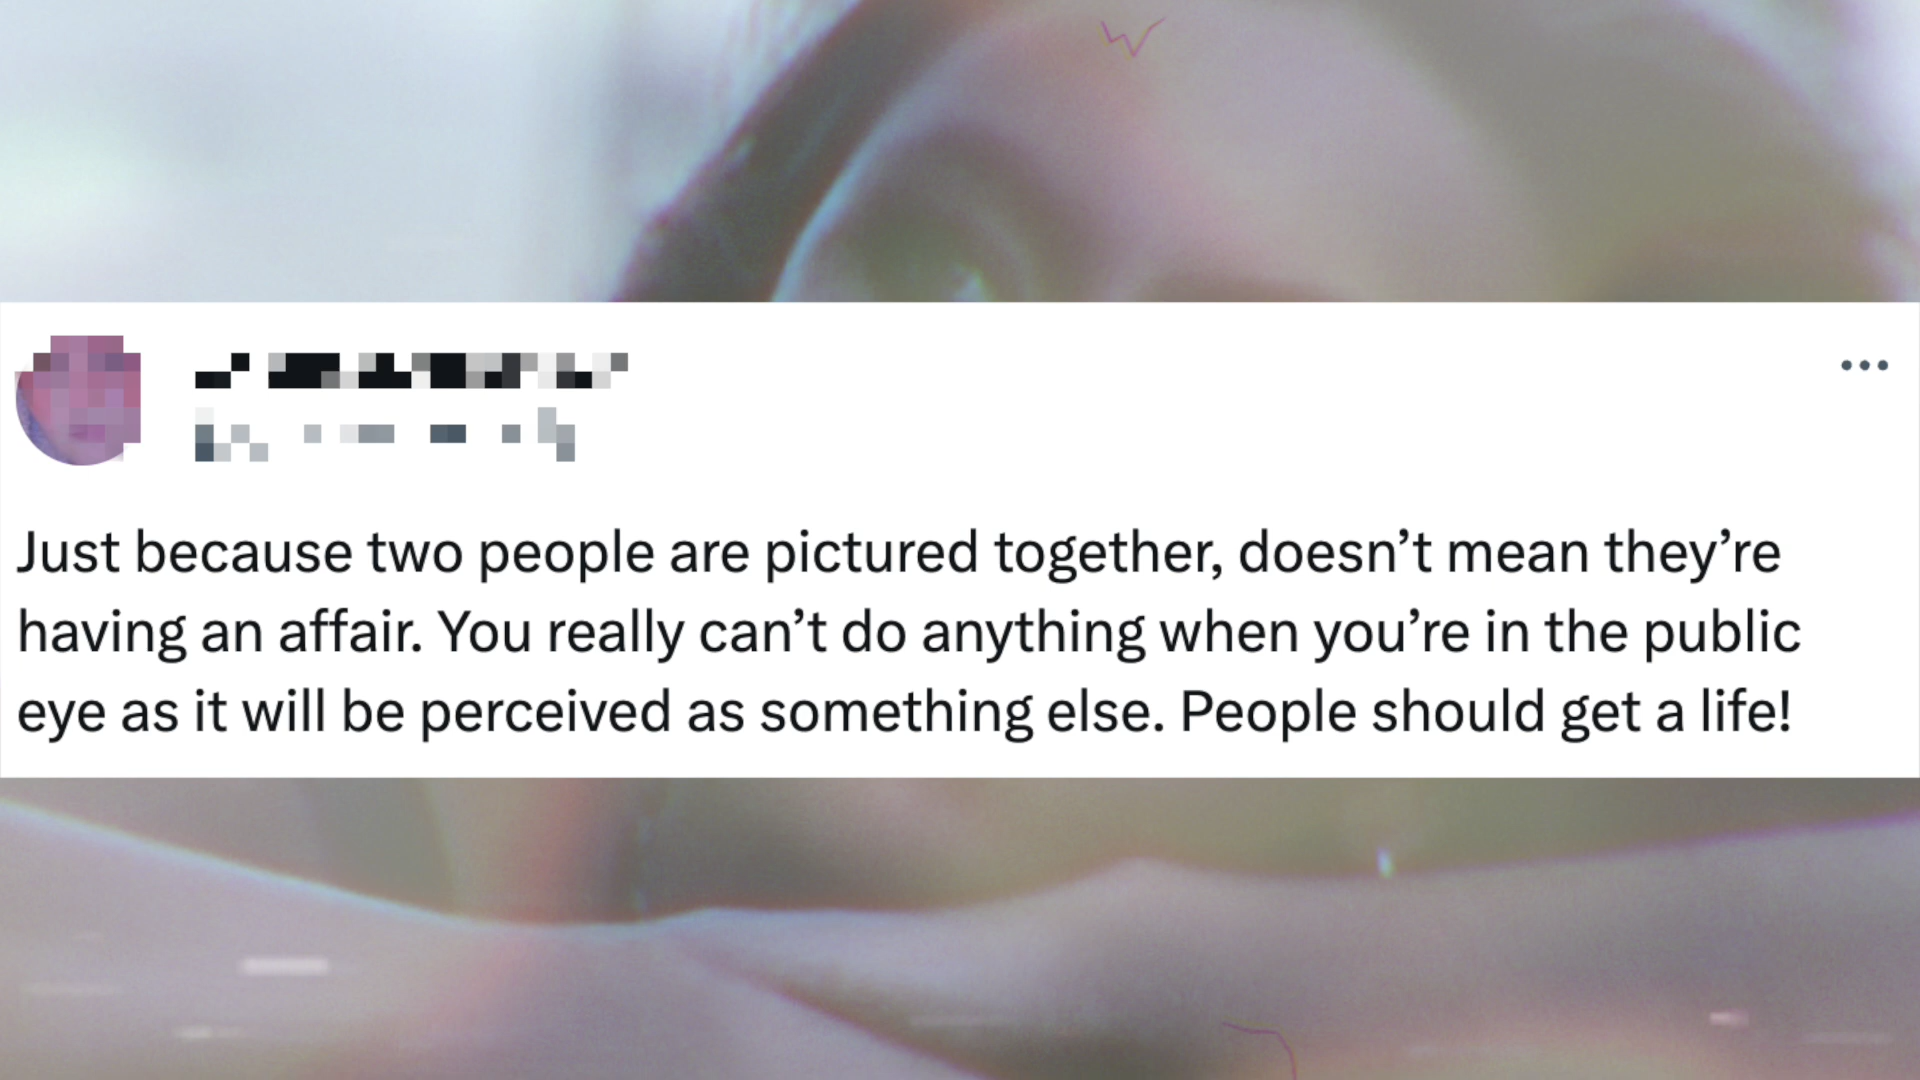 Just because two people are pictured together, doesn’t mean they’re
having an affair. You really can’t do anything when you’re in the public
eye as it will be perceived as something else. People should get a life!